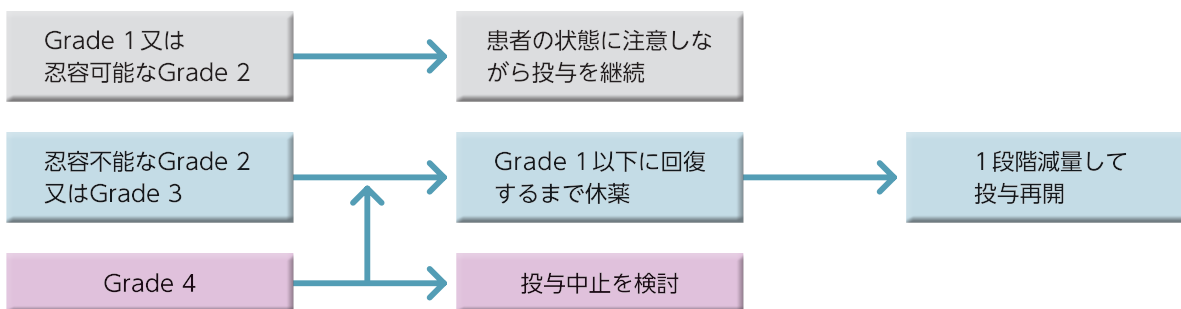 Grade 1又は
忍容可能なGrade 2
患者の状態に注意しな
がら投与を継続
忍容不能なGrade 2
又はGrade 3
Grade 1以下に回復
するまで休薬
1段階減量して
投与再開
Grade 4
投与中止を検討